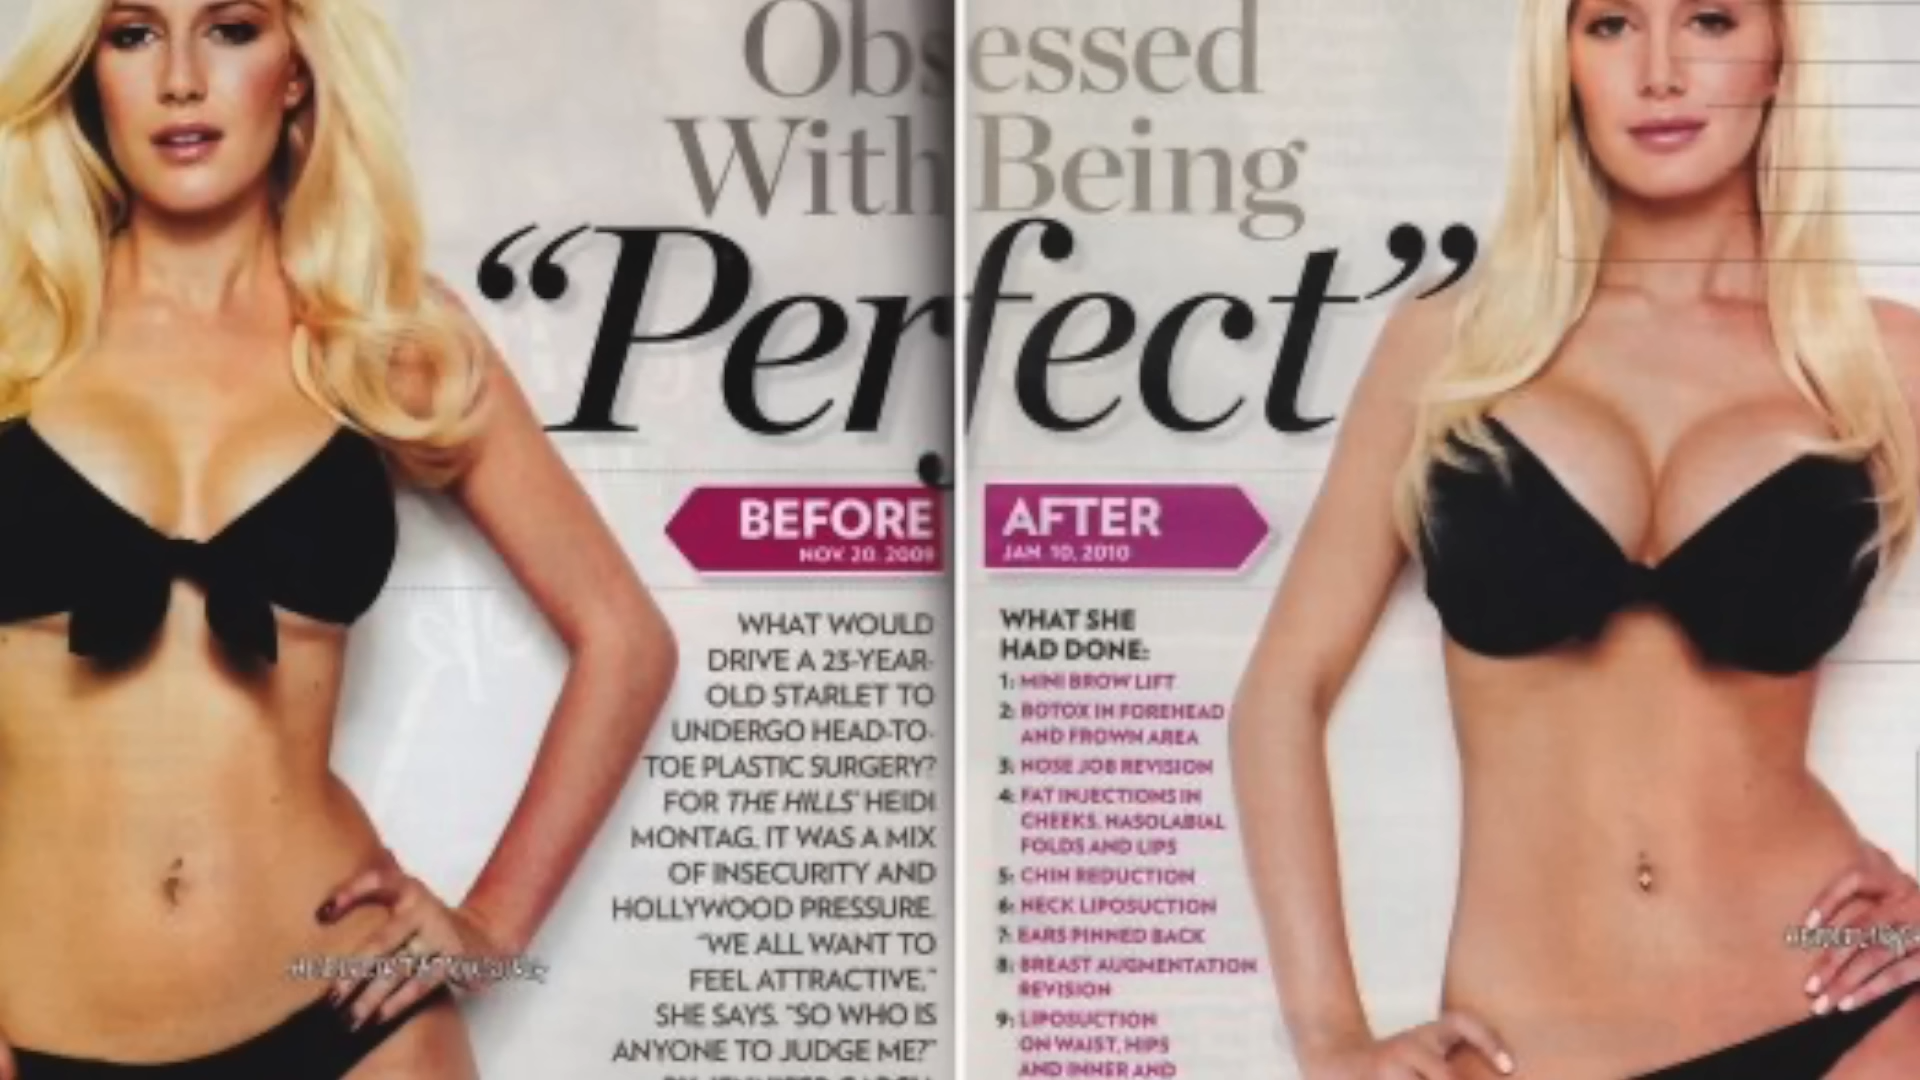 Obsessed
With Being
“Perfect”
BEFORE
NOV 20, 2009
WHAT WOULD
DRIVE A 23-YEAR-
OLD STARLET TO
UNDERGO HEAD-TO-
TOE PLASTIC SURGERY?
FOR THE HILLS' HEIDI
MONTAG, IT WAS A MIX
OF INSECURITY AND
HOLLYWOOD PRESSURE.
“WE ALL WANT TO
FEEL ATTRACTIVE,”
SHE SAYS. “SO WHO IS
ANYONE TO JUDGE ME?”
AFTER
JAN 10, 2010
WHAT SHE
HAD DONE:
1: MINI BROW LIFT
2: BOTOX IN FOREHEAD
AND FROWN AREA
3: NOSE JOB REVISION
4: FAT INJECTIONS IN
CHEEKS, NASOLABIAL
FOLDS AND LIPS
5: CHIN REDUCTION
6: NECK LIPOSUCTION
7: EARS PINNED BACK
8: BREAST AUGMENTATION
REVISION
9: LIPOSUCTION
ON WAIST, HIPS
AND INNER AND